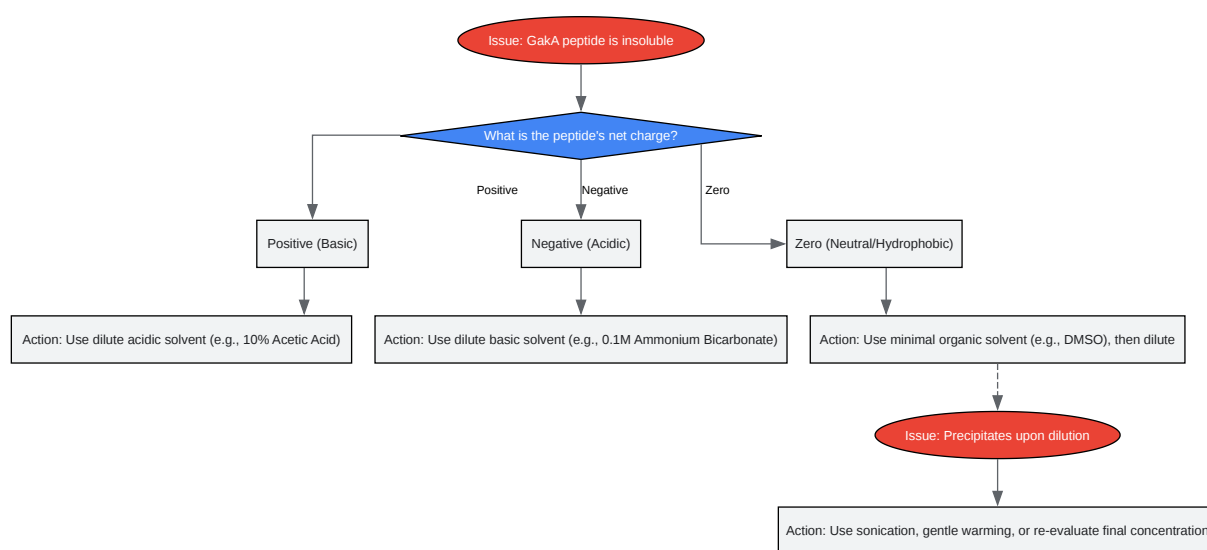 Issue: GakA peptide is insoluble
What is the peptide's net charge?
Positive
Negative
Zero
Positive (Basic)
Negative (Acidic)
Zero (Neutral/Hydrophobic)
Action: Use dilute acidic solvent (e.g., 10% Acetic Acid)
Action: Use dilute basic solvent (e.g., 0.1M Ammonium Bicarbonate)
Action: Use minimal organic solvent (e.g., DMSO), then dilute
Issue: Precipitates upon dilution
Action: Use sonication, gentle warming, or re-evaluate final concentration